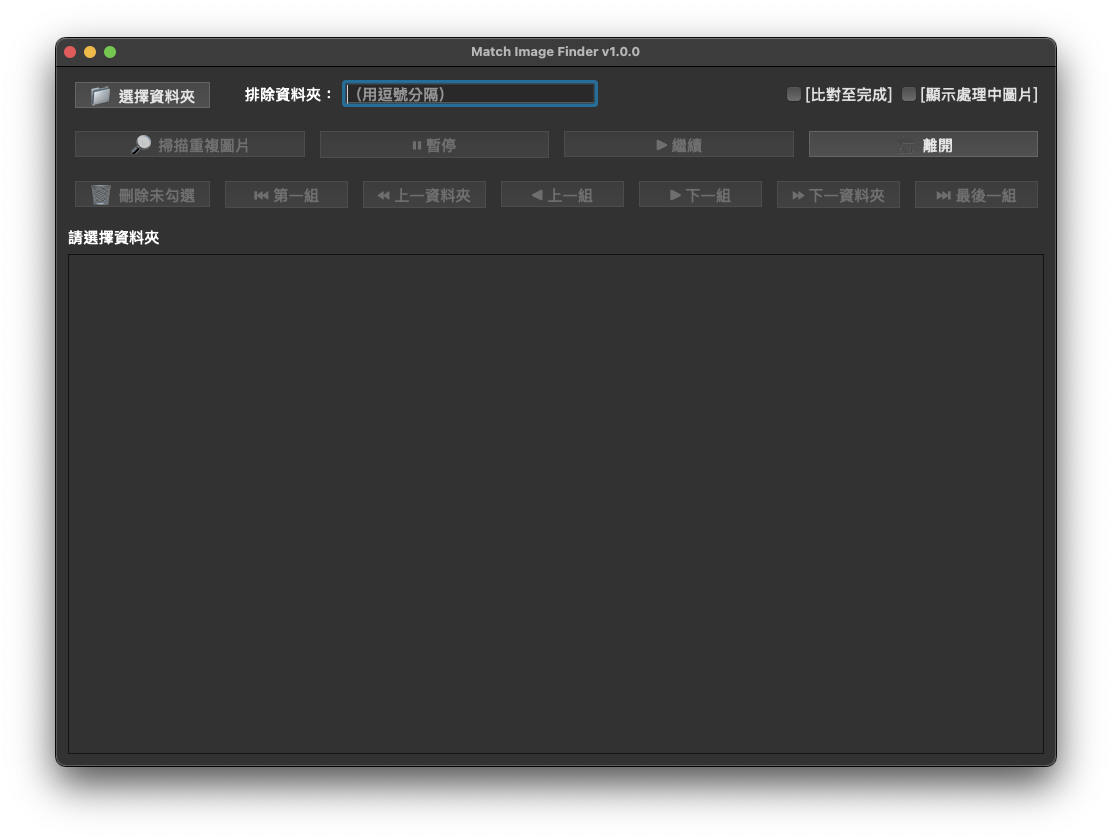 Match Image Finder v1.0.0
選擇資料夾 排除資料夾： （用逗號分隔） [比對至完成] [顯示處理中圖片]
掃描重複圖片 暫停 繼續 離開
刪除未勾選 第一組 上一資料夾 上一組 下一組 下一資料夾 最後一組
請選擇資料夾